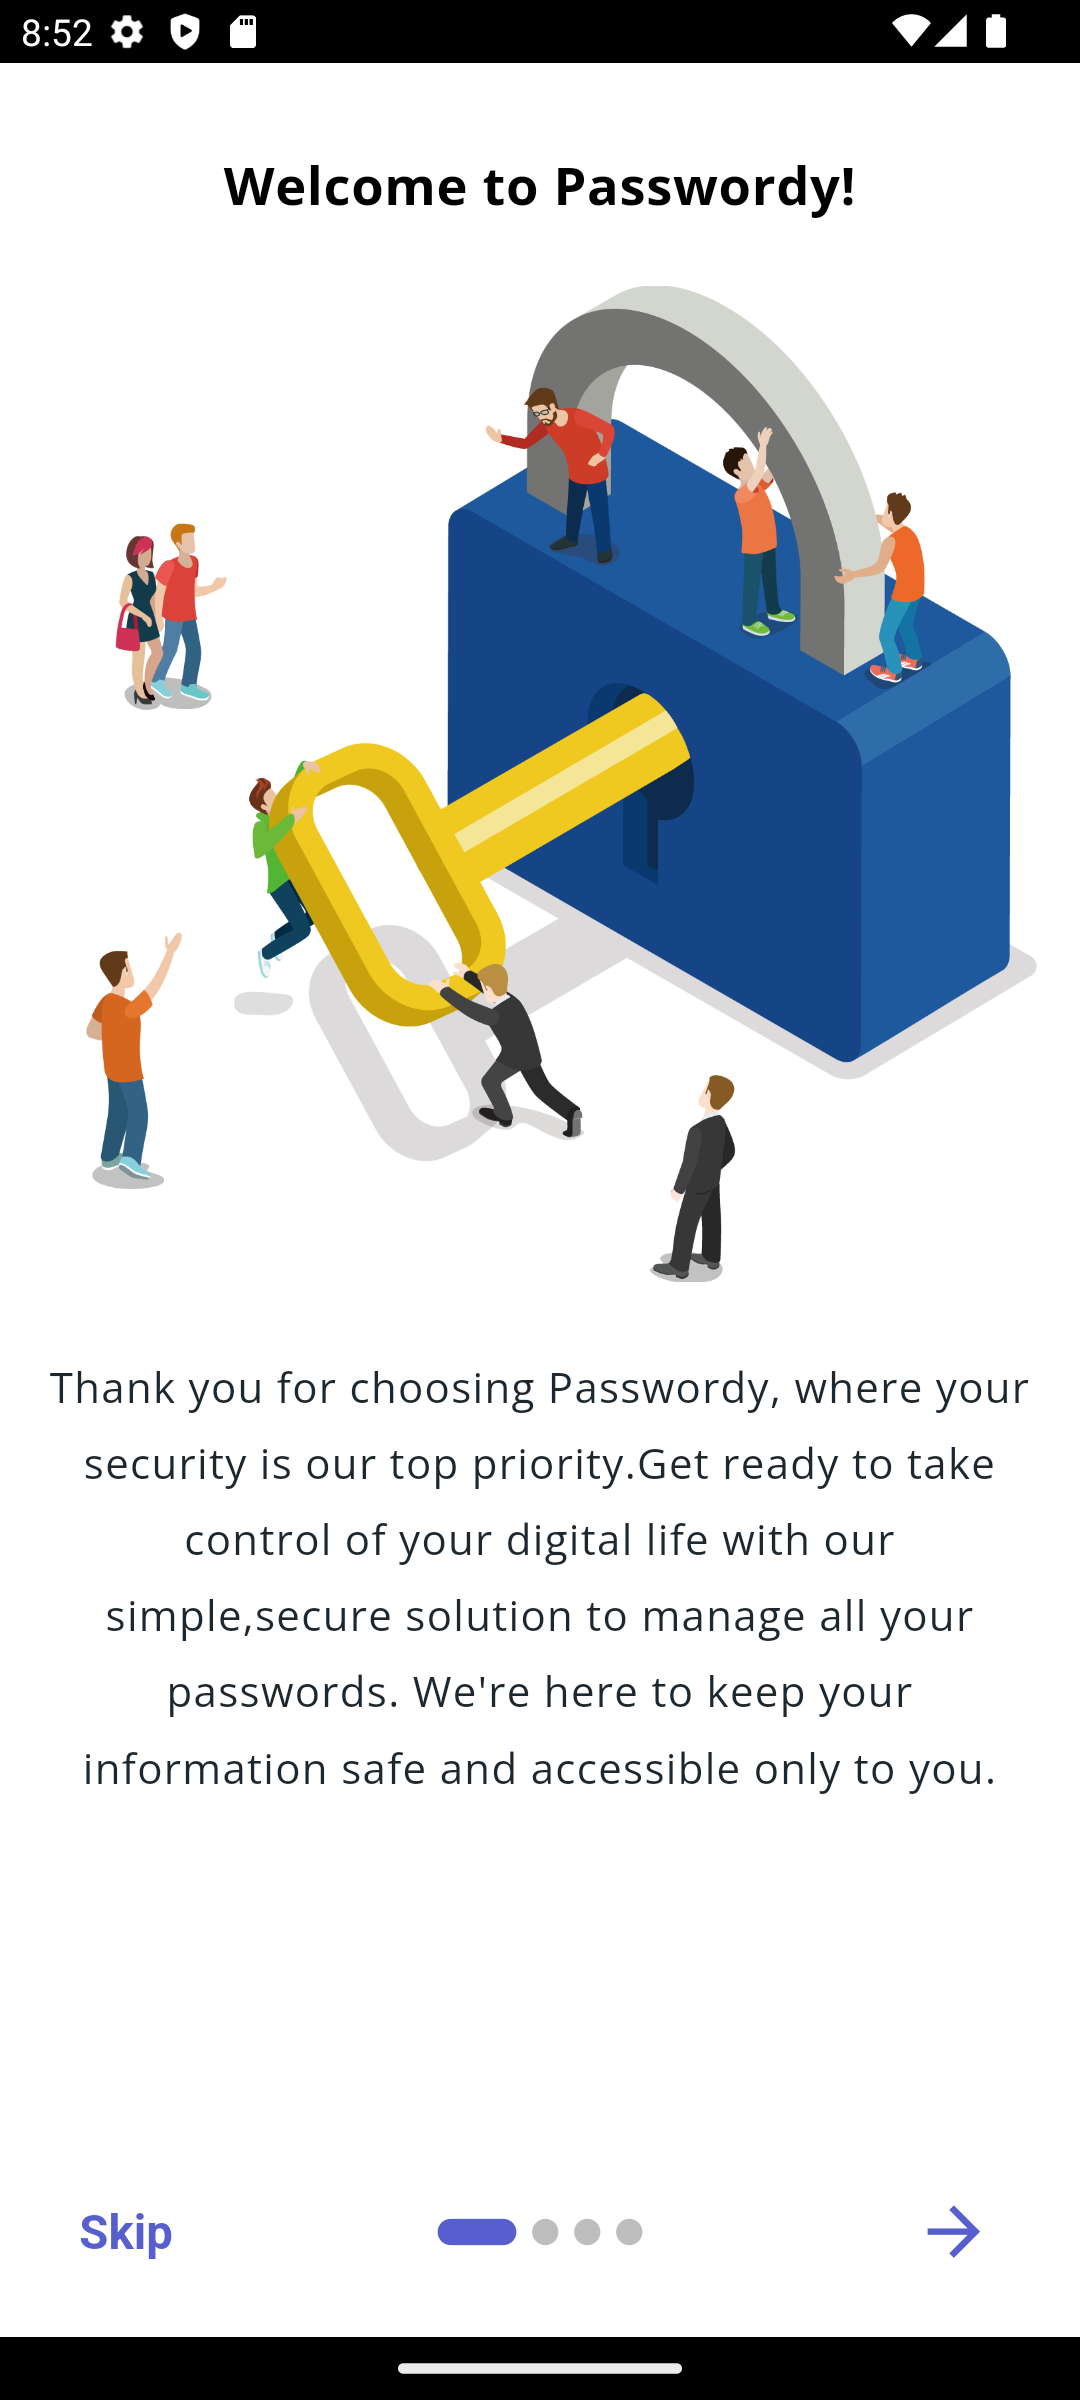 8:52
Welcome to Passwordy!
Thank you for choosing Passwordy, where your
security is our top priority.Get ready to take
control of your digital life with our
simple,secure solution to manage all your
passwords. We're here to keep your
information safe and accessible only to you.
Skip